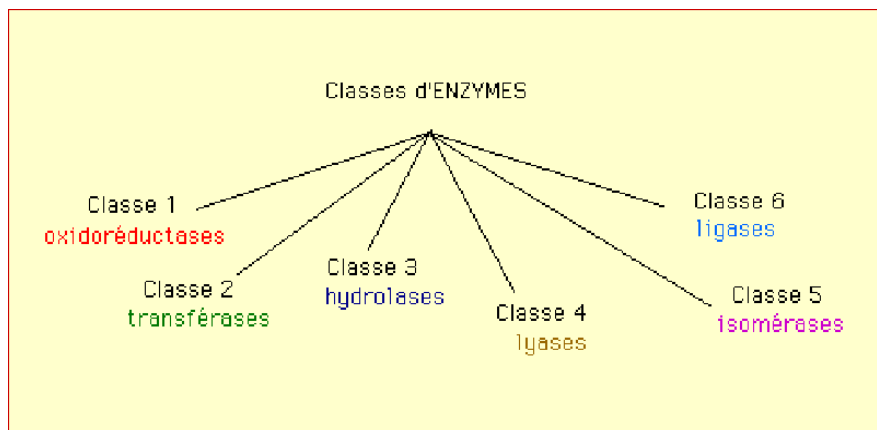 Classes d'ENZYMES
Classe 1
oxidoréductases
Classe 2
transférases
Classe 3
hydrolases
Classe 4
lyases
Classe 5
isomérases
Classe 6
ligases